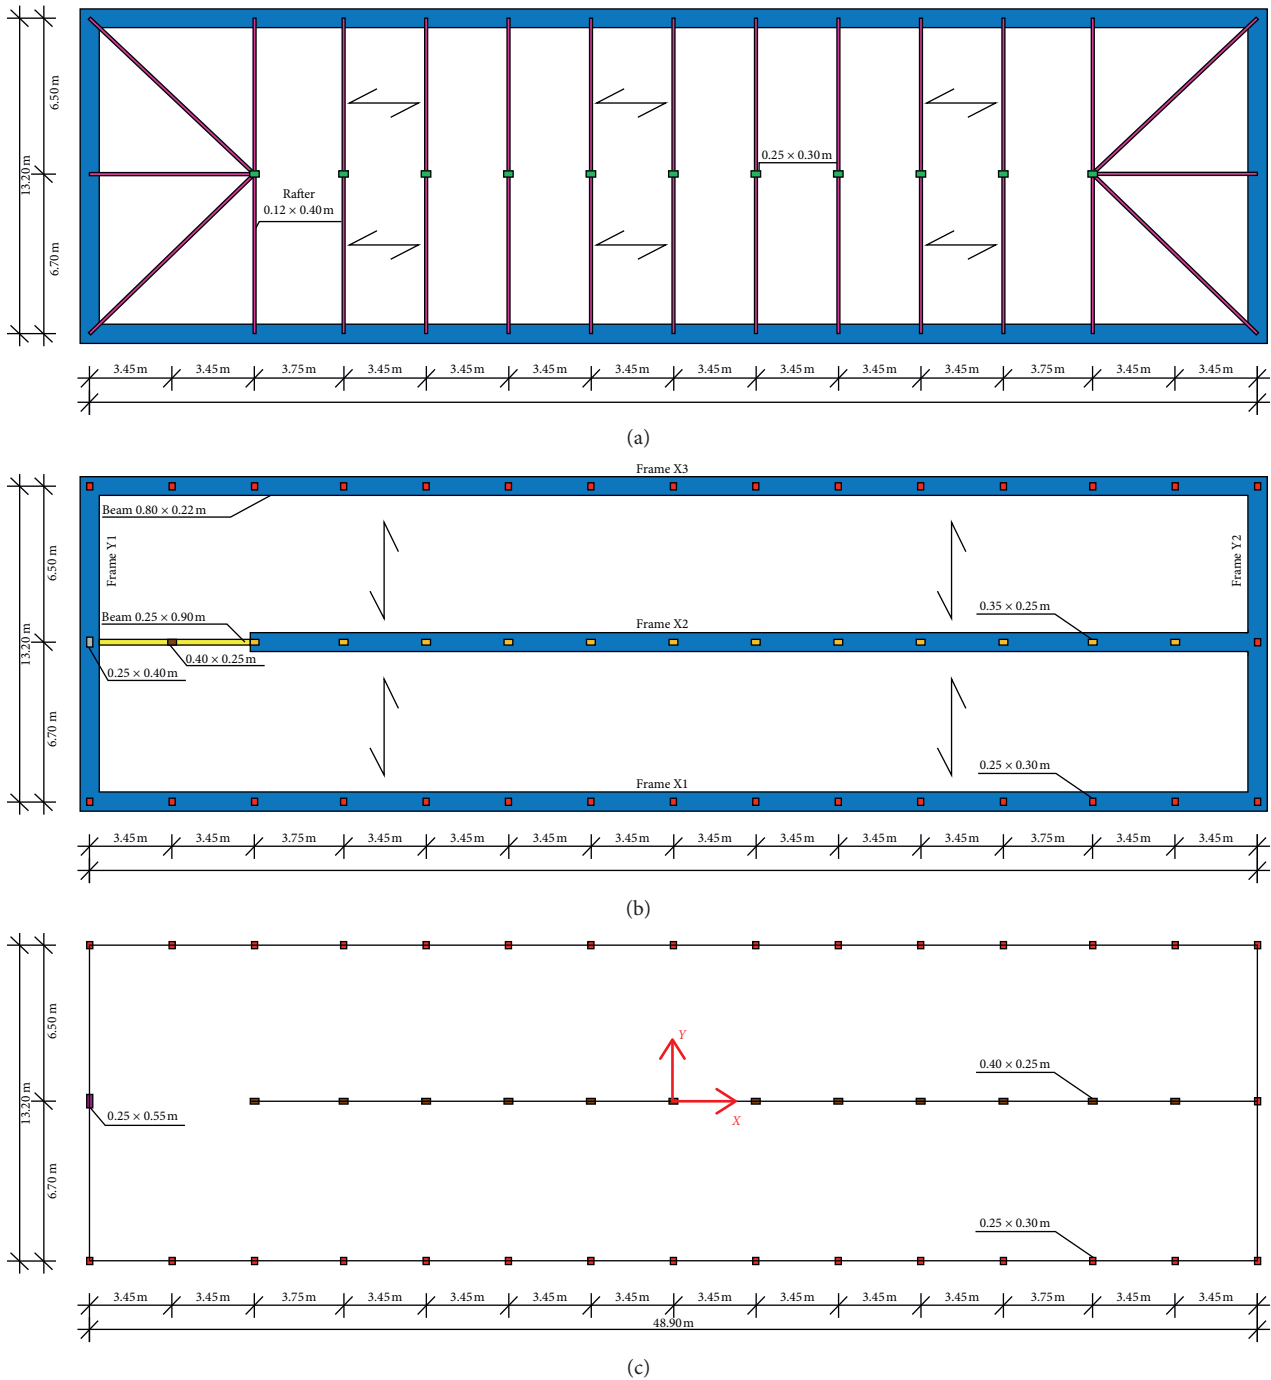 6.50 m
13.20 m
6.70 m
Rafter
0.12 × 0.40 m
0.25 × 0.30 m
3.45 m 3.45 m 3.75 m 3.45 m 3.45 m 3.45 m 3.45 m 3.45 m 3.45 m 3.45 m 3.45 m 3.75 m 3.45 m 3.45 m
(a)
Frame X3
Beam 0.80 × 0.22 m
6.50 m
Frame Y1
Frame Y2
Beam 0.25 × 0.90 m
0.35 × 0.25 m
Frame X2
13.20 m
0.40 × 0.25 m
0.25 × 0.40 m
6.70 m
0.25 × 0.30 m
Frame X1
3.45 m 3.45 m 3.75 m 3.45 m 3.45 m 3.45 m 3.45 m 3.45 m 3.45 m 3.45 m 3.45 m 3.75 m 3.45 m 3.45 m
(b)
6.50 m
Y
0.40 × 0.25 m
13.20 m
0.25 × 0.55 m
X
6.70 m
0.25 × 0.30 m
3.45 m 3.45 m 3.75 m 3.45 m 3.45 m 3.45 m 3.45 m 3.45 m 3.45 m 3.45 m 3.45 m 3.75 m 3.45 m 3.45 m
48.90 m
(c)